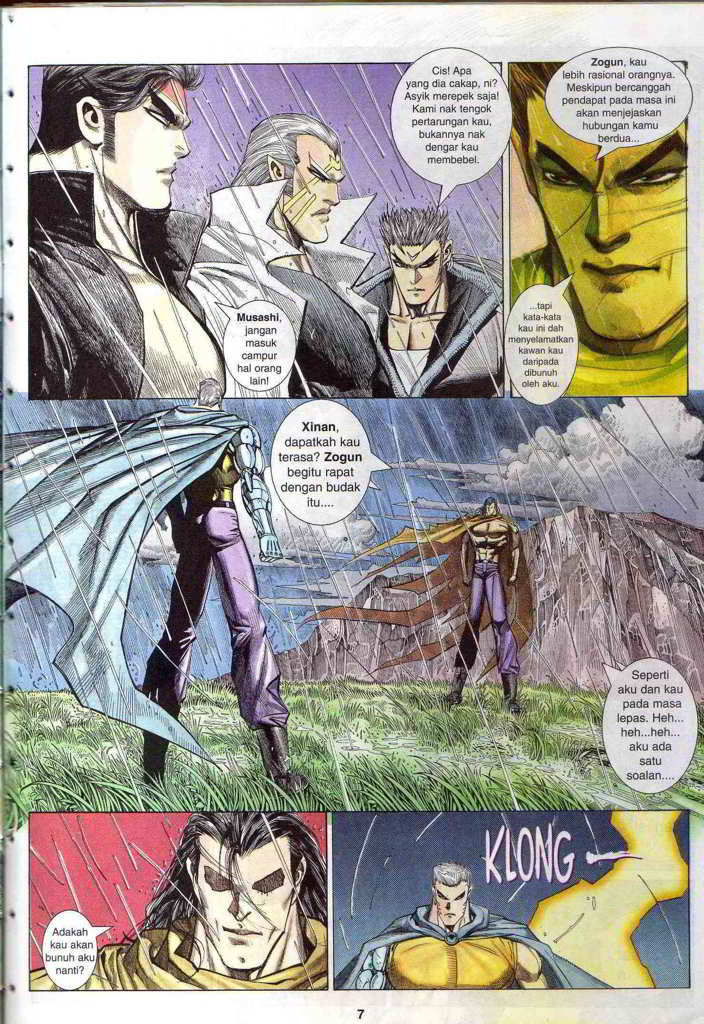 Cis! Apa
yang dia cakap, ni?
Asyik merepek saja!
Kami nak tengok
pertarungan kau,
bukannya nak
dengar kau
membebel.
Musashi,
jangan
masuk
campur
hal orang
lain!
Zogun, kau
lebih rasional orangnya.
Meskipun bercanggah
pendapat pada masa ini
akan menjejaskan
hubungan kamu
berdua...
...tapi
kata-kata
kau ini dah
menyelamatkan
kawan kau
daripada
dibunuh
oleh aku.
Xinan,
dapatkah kau
terasa? Zogun
begitu rapat
dengan budak
itu....
Seperti
aku dan kau
pada masa
lepas. Heh...
heh...heh...
aku ada
satu
soalan....
Adakah
kau akan
bunuh aku
nanti?
KLONG
7